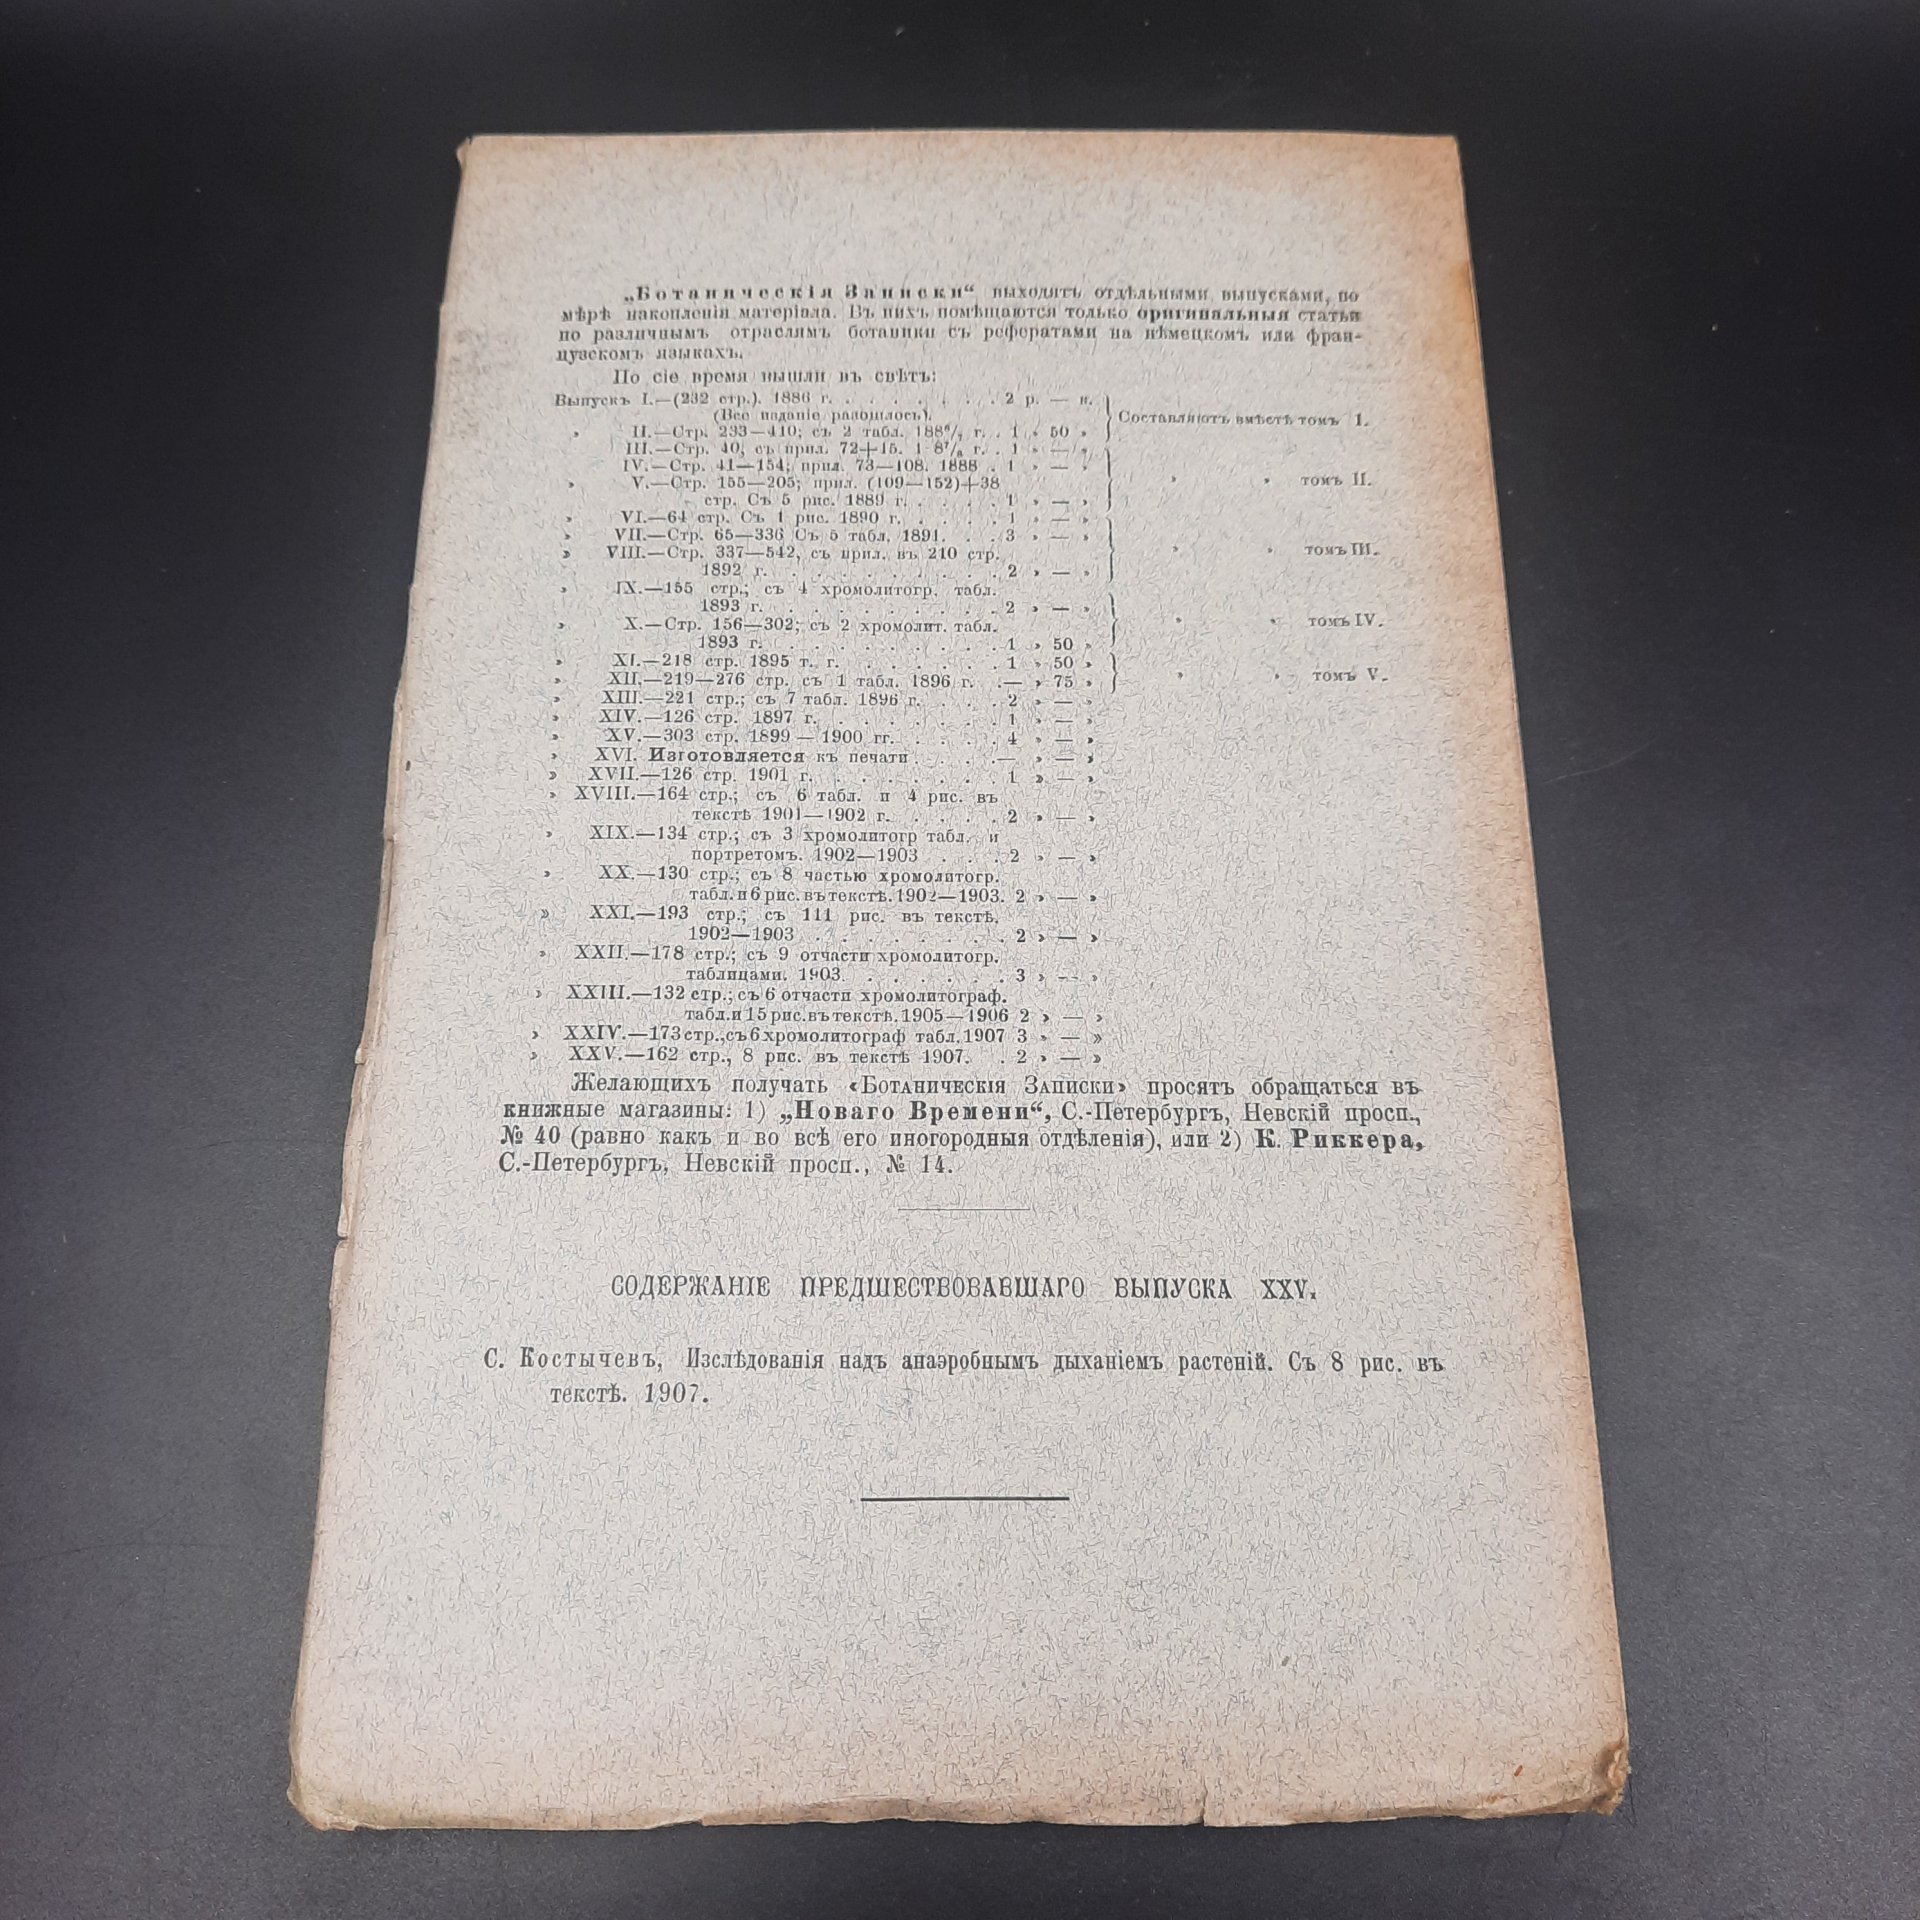 „Ботаническія Записки“ выходятъ отдѣльными выпусками, по
мѣрѣ накопленія матеріала. Въ нихъ помѣщаются только оригинальныя статьи
по различнымъ отраслямъ ботаники съ рефератами на нѣмецкомъ или фран-
цузскомъ языкахъ.
По сіе время вышли въ свѣтъ:
Выпускъ I.—(232 стр.). 1886 г. . . . . . . . 2 р. — к.
(Все изданіе разошлось).
Составляютъ вмѣстѣ томъ I.
» II.—Стр. 233—410; съ 2 табл. 188⁶/₇ г. . 1 » 50 »
III.—Стр. 40, съ прил. 72+15. 1 8⁷/₈ г. . 1 » — »
IV.—Стр. 41—154; прил. 73—108. 1888 . 1 » — »
» V.—Стр. 155—205; прил. (109—152)+38 » » томъ II.
стр. Съ 5 рис. 1889 г. . . . . 1 » — »
» VI.—64 стр. Съ 1 рис. 1890 г. . . . . 1 » — »
» VII.—Стр. 65—336 Съ 5 табл. 1891. . . 3 » — »
» VIII.—Стр. 337—542, съ прил. въ 210 стр. » » томъ III.
1892 г. . . . . . . . . . 2 » — »
» IX.—155 стр.; съ 4 хромолитогр. табл.
1893 г. . . . . . . . . . 2 » — »
» X.—Стр. 156—302; съ 2 хромолит. табл. » » томъ IV.
1893 г. . . . . . . . . . 1 » 50 »
» XI.—218 стр. 1895 т. г. . . . . . . 1 » 50 »
» XII.—219—276 стр. съ 1 табл. 1896 г. .— » 75 » » » томъ V.
» XIII.—221 стр.; съ 7 табл. 1896 г. . . . 2 » — »
» XIV.—126 стр. 1897 г. . . . . . . . 1 » — »
» XV.—303 стр. 1899—1900 гг. . . . . 4 » — »
» XVI. Изготовляется къ печати . . . .— » — »
» XVII.—126 стр. 1901 г. . . . . . . . 1 » — »
» XVIII.—164 стр.; съ 6 табл. и 4 рис. въ
текстѣ 1901—1902 г. . . . . 2 » — »
» XIX.—134 стр.; съ 3 хромолитогр табл. и
портретомъ. 1902—1903 . . . 2 » — »
» XX.—130 стр.; съ 8 частью хромолитогр.
табл. и 6 рис. въ текстѣ. 1902—1903. 2 » — »
» XXI.—193 стр.; съ 111 рис. въ текстѣ.
1902—1903 . . . . . . . . 2 » — »
» XXII.—178 стр.; съ 9 отчасти хромолитогр.
таблицами. 1903. . . . . . . 3 » — »
» XXIII.—132 стр.; съ 6 отчасти хромолитограф.
табл. и 15 рис. въ текстѣ. 1905—1906 2 » — »
» XXIV.—173 стр., съ 6 хромолитограф табл. 1907 3 » — »
» XXV.—162 стр., 8 рис. въ текстѣ 1907. . 2 » — »
Желающихъ получать «Ботаническія Записки» просятъ обращаться въ
книжные магазины: 1) „Новаго Времени“, С.-Петербургъ, Невскій просп.,
№ 40 (равно какъ и во всѣ его иногородныя отдѣленія), или 2) К. Риккера,
С.-Петербургъ, Невскій просп., № 14.
СОДЕРЖАНІЕ ПРЕДШЕСТВОВАВШАГО ВЫПУСКА XXV.
С. Костычевъ, Изслѣдованія надъ анаэробнымъ дыханіемъ растеній. Съ 8 рис. въ
текстѣ. 1907.